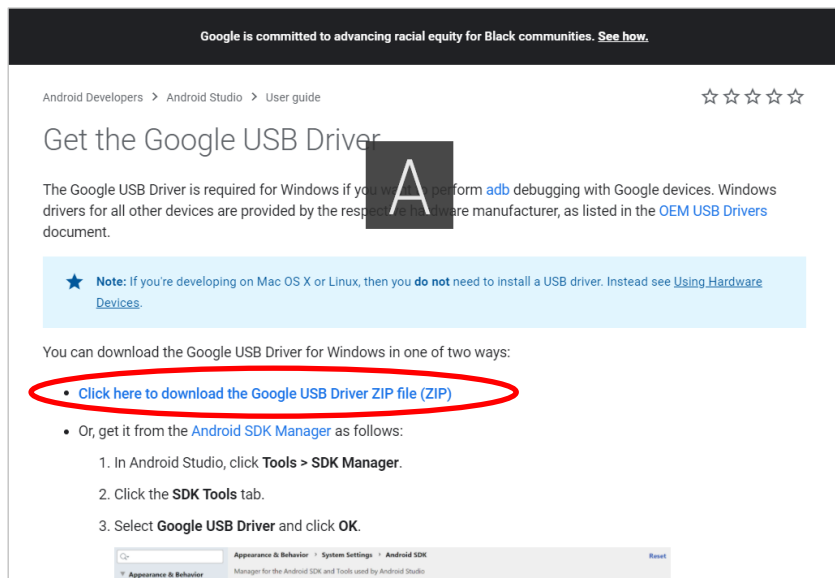 Google is committed to advancing racial equity for Black communities. See how.
Android Developers > Android Studio > User guide
Get the Google USB Driver
A
The Google USB Driver is required for Windows if you want to perform adb debugging with Google devices. Windows
drivers for all other devices are provided by the respective hardware manufacturer, as listed in the OEM USB Drivers
document.
Note: If you're developing on Mac OS X or Linux, then you do not need to install a USB driver. Instead see Using Hardware
Devices.
You can download the Google USB Driver for Windows in one of two ways:
• Click here to download the Google USB Driver ZIP file (ZIP)
• Or, get it from the Android SDK Manager as follows:
1. In Android Studio, click Tools > SDK Manager.
2. Click the SDK Tools tab.
3. Select Google USB Driver and click OK.
Appearance & Behavior > System Settings > Android SDK
Reset
Appearance & Behavior
Manager for the Android SDK and Tools used by Android Studio